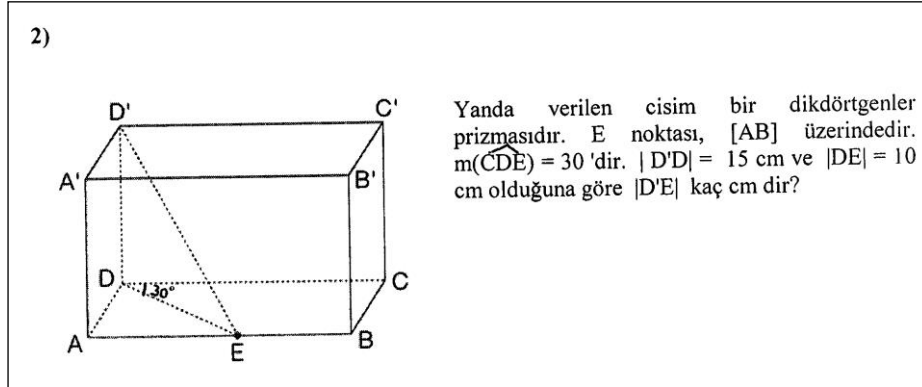 2)
Yanda verilen cisim bir dikdörtgenler
prizmasıdır. E noktası, [AB] üzerindedir.
m(CDE) = 30 'dir. | D'D| = 15 cm ve |DE| = 10
cm olduğuna göre |D'E| kaç cm dir?
D'
C'
A'
B'
D
30°
C
A
E
B